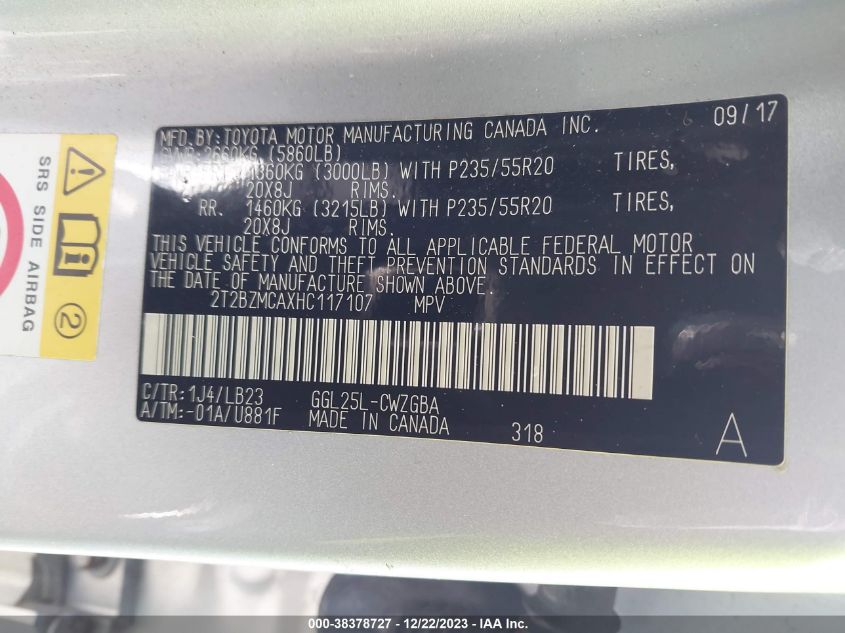 SRS SIDE AIRBAG
2
09/17
MFD. BY: TOYOTA MOTOR MANUFACTURING CANADA INC.
GVWR 2660KG (5860LB)
1360KG (3000LB) WITH P235/55R20 TIRES,
20X8J RIMS.
RR. 1460KG (3215LB) WITH P235/55R20 TIRES,
20X8J RIMS.
THIS VEHICLE CONFORMS TO ALL APPLICABLE FEDERAL MOTOR
VEHICLE SAFETY AND THEFT PREVENTION STANDARDS IN EFFECT ON
THE DATE OF MANUFACTURE SHOWN ABOVE.
2T2BZMCAXHC117107 MPV
C/TR: 1J4/LB23 GGL25L-CWZGBA
A/TM: -01A/U881F MADE IN CANADA 318
A
000-38378727 - 12/22/2023 - IAA Inc.